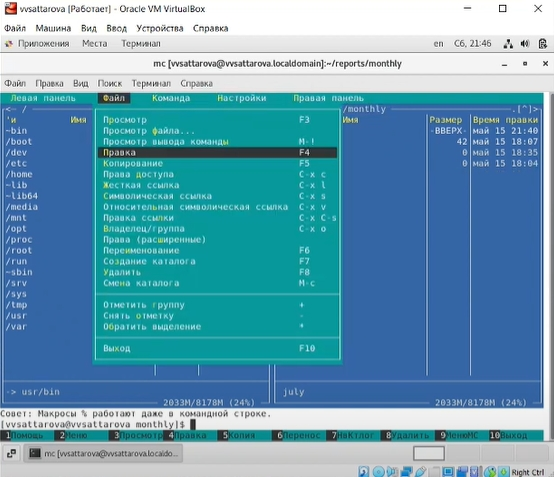 vvsattarova [Работает] - Oracle VM VirtualBox
Файл Машина Вид Ввод Устройства Справка
Приложения Места Терминал en Сб, 21:46
mc [vvsattarova@vvsattarova.localdomain]:~/reports/monthly
Файл Правка Вид Поиск Терминал Справка
Левая панель Файл Команда Настройки Правая панель
<─ / /monthly .[^]>
'и Имя Имя Размер Время правки
~bin Просмотр F3 -ВВЕРХ- май 15 21:40
/boot Просмотр файла... 42 май 15 18:07
/dev Просмотр вывода команды M-! 0 май 15 18:35
/etc Правка F4 0 май 15 18:04
/home Копирование F5
~lib Права доступа C-x c
~lib64 Жесткая ссылка C-x l
/media Символическая ссылка C-x s
/mnt Относительная символическая ссылка C-x v
/opt Правка ссылки C-x C-s
/proc Владелец/группа C-x o
/root Права (расширенные)
/run Переименование F6
~sbin Создание каталога F7
/srv Удалить F8
/sys Смена каталога M-c
/tmp Отметить группу +
/usr Снять отметку -
/var Обратить выделение *
Выход F10
-> usr/bin july
2033M/8178M (24%) 2033M/8178M (24%)
Совет: Макросы % работают даже в командной строке.
[vvsattarova@vvsattarova monthly]$
1Помощь 2Меню 3Просмотр 4Правка 5Копия 6Перенос 7НвКтлог 8Удалить 9МенюMC 10Выход
mc [vvsattarova@vvsattarova.localdo...
Right Ctrl